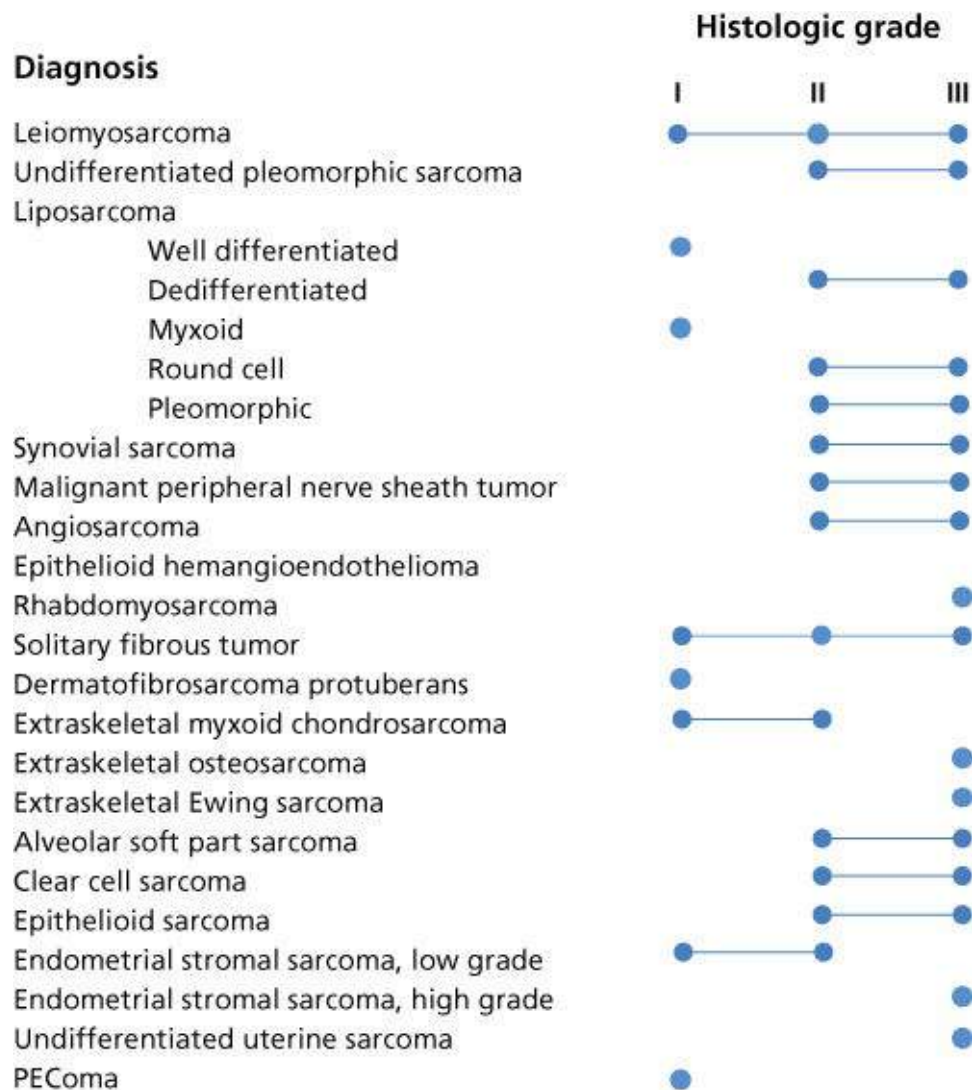 Histologic grade
Diagnosis
I II III
Leiomyosarcoma
Undifferentiated pleomorphic sarcoma
Liposarcoma
Well differentiated
Dedifferentiated
Myxoid
Round cell
Pleomorphic
Synovial sarcoma
Malignant peripheral nerve sheath tumor
Angiosarcoma
Epithelioid hemangioendothelioma
Rhabdomyosarcoma
Solitary fibrous tumor
Dermatofibrosarcoma protuberans
Extraskeletal myxoid chondrosarcoma
Extraskeletal osteosarcoma
Extraskeletal Ewing sarcoma
Alveolar soft part sarcoma
Clear cell sarcoma
Epithelioid sarcoma
Endometrial stromal sarcoma, low grade
Endometrial stromal sarcoma, high grade
Undifferentiated uterine sarcoma
PEComa